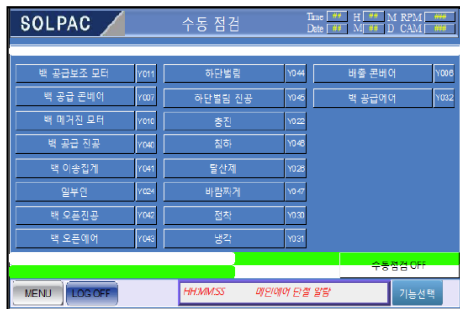 SOLPAC
수동 점검
Time ## H ## M RPM ###
Date ## M ## D CAM ###
백 공급보조 모터 Y011 하단벌림 Y044 배출 콘베어 Y006
백 공급 콘베어 Y007 하단벌림 진공 Y045 백 공급에어 Y032
백 매거진 모터 Y010 충진 Y022
백 공급 진공 Y040 침하 Y046
백 이송집게 Y041 탈산제 Y026
일부인 Y024 바람빼기 Y047
백 오픈진공 Y042 접착 Y030
백 오픈에어 Y043 냉각 Y031
수동점검 OFF
MENU LOG OFF HH:MM:SS 메인에어 단절 알람 기능선택